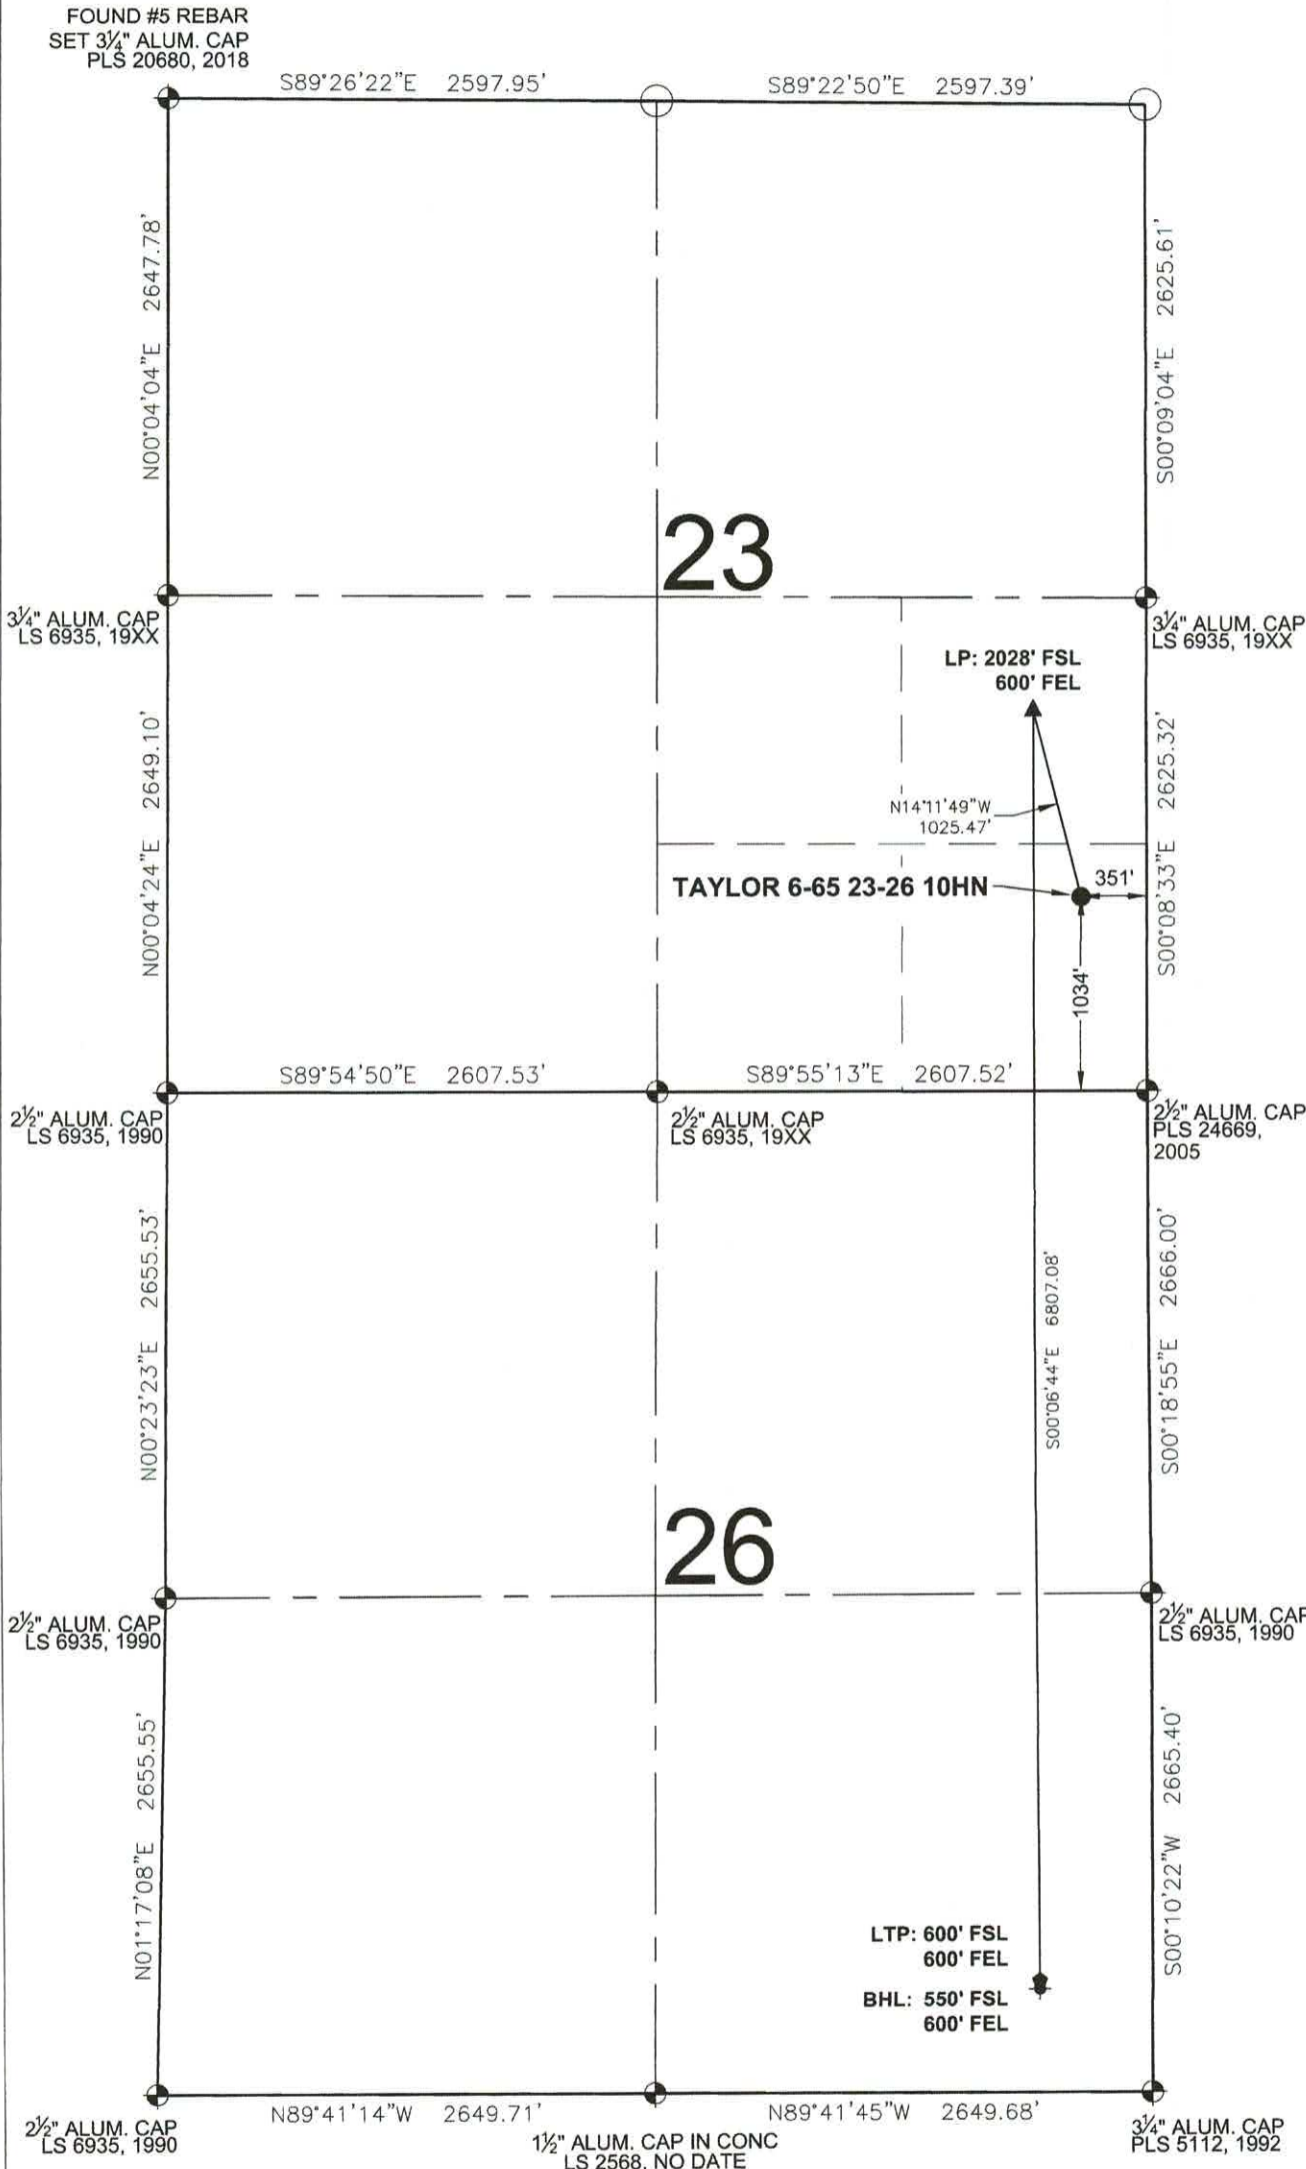 FOUND #5 REBAR
SET 3¼" ALUM. CAP
PLS 20680, 2018
S89°26'22"E 2597.95'
S89°22'50"E 2597.39'
N00°04'04"E 2647.78'
S00°09'04"E 2625.61'
23
3¼" ALUM. CAP
LS 6935, 19XX
3¼" ALUM. CAP
LS 6935, 19XX
LP: 2028' FSL
600' FEL
N00°04'24"E 2649.10'
S00°08'33"E 2625.32'
N14°11'49"W
1025.47'
TAYLOR 6-65 23-26 10HN
351'
1034'
S89°54'50"E 2607.53'
S89°55'13"E 2607.52'
2½" ALUM. CAP
LS 6935, 1990
2½" ALUM. CAP
LS 6935, 19XX
2½" ALUM. CAP
PLS 24669,
2005
N00°23'23"E 2655.53'
S00°06'44"E 6807.08'
S00°18'55"E 2666.00'
26
2½" ALUM. CAP
LS 6935, 1990
2½" ALUM. CAP
LS 6935, 1990
N01°17'08"E 2655.55'
S00°10'22"W 2665.40'
LTP: 600' FSL
600' FEL
BHL: 550' FSL
600' FEL
N89°41'14"W 2649.71'
N89°41'45"W 2649.68'
2½" ALUM. CAP
LS 6935, 1990
1½" ALUM. CAP IN CONC
LS 2568, NO DATE
3¼" ALUM. CAP
PLS 5112, 1992